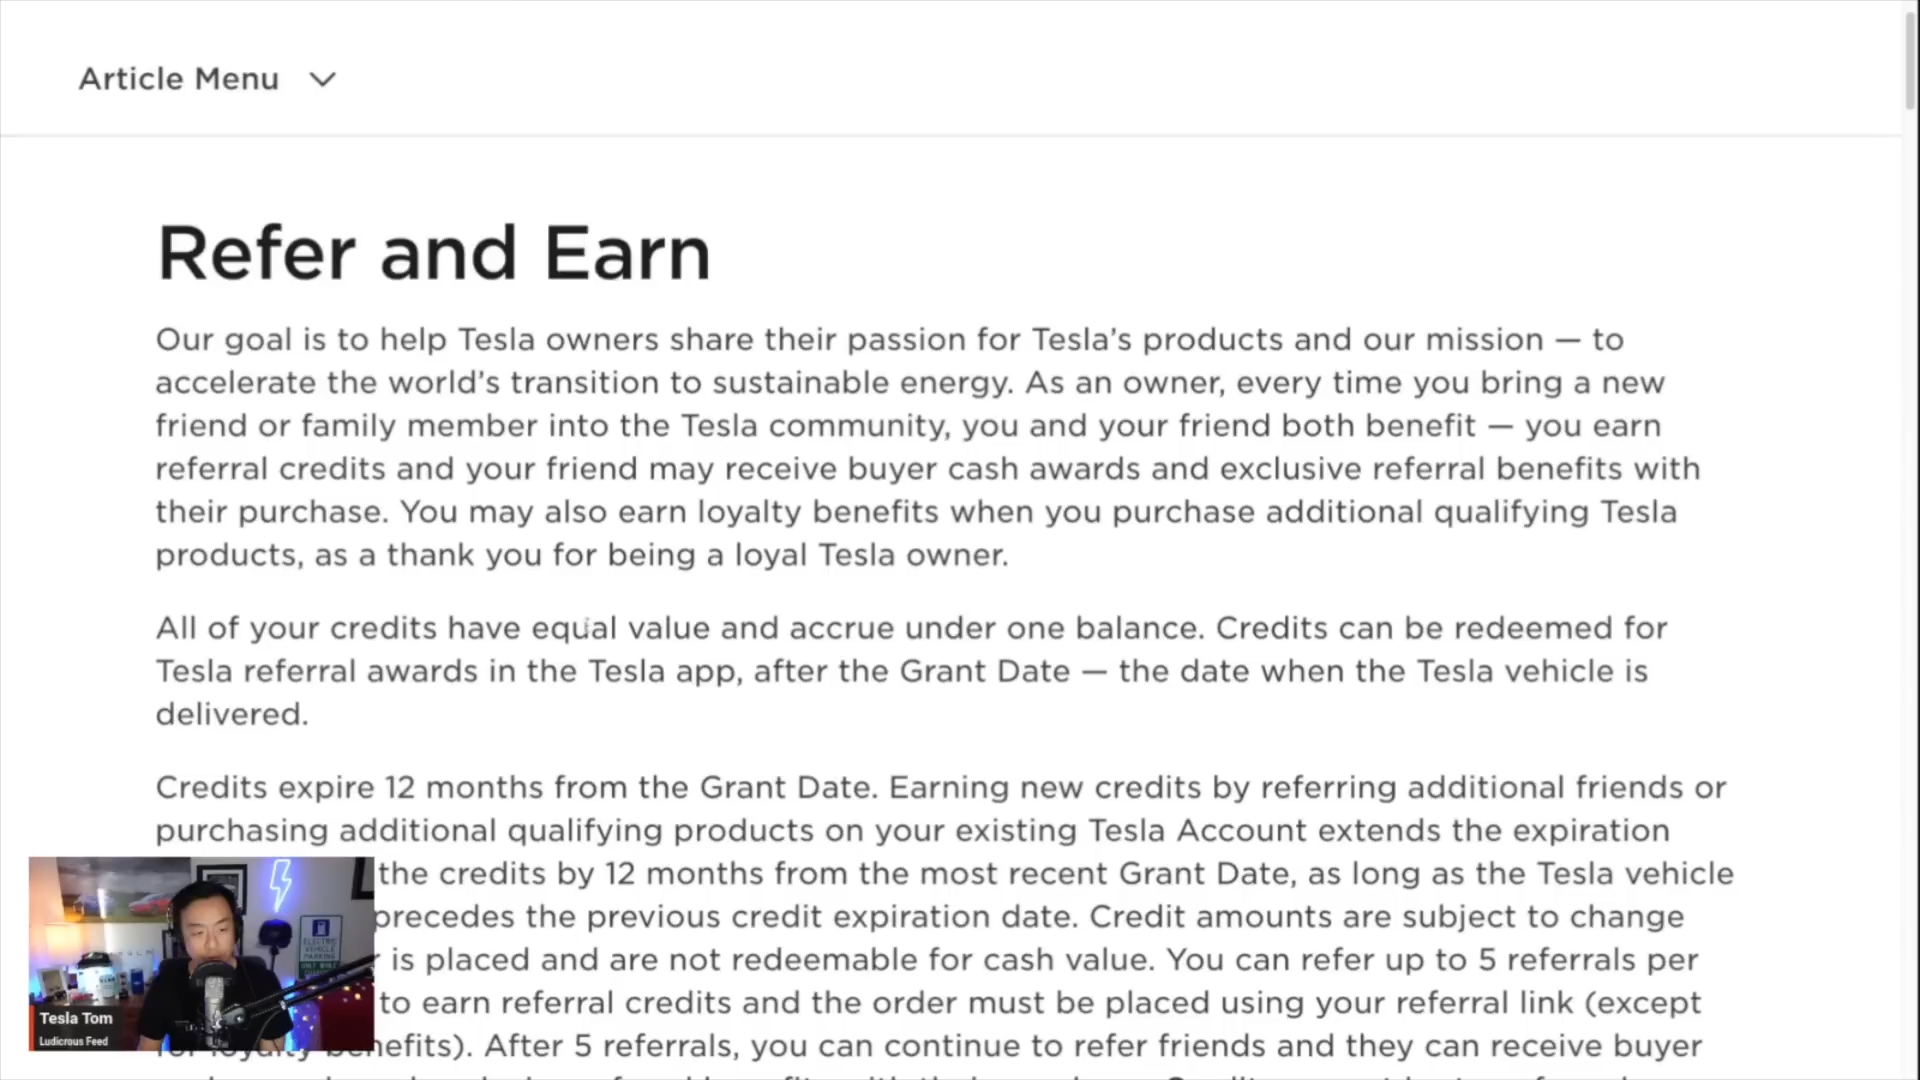 Article Menu
Refer and Earn
Our goal is to help Tesla owners share their passion for Tesla’s products and our mission — to
accelerate the world’s transition to sustainable energy. As an owner, every time you bring a new
friend or family member into the Tesla community, you and your friend both benefit — you earn
referral credits and your friend may receive buyer cash awards and exclusive referral benefits with
their purchase. You may also earn loyalty benefits when you purchase additional qualifying Tesla
products, as a thank you for being a loyal Tesla owner.
All of your credits have equal value and accrue under one balance. Credits can be redeemed for
Tesla referral awards in the Tesla app, after the Grant Date — the date when the Tesla vehicle is
delivered.
Credits expire 12 months from the Grant Date. Earning new credits by referring additional friends or
purchasing additional qualifying products on your existing Tesla Account extends the expiration
the credits by 12 months from the most recent Grant Date, as long as the Tesla vehicle
precedes the previous credit expiration date. Credit amounts are subject to change
is placed and are not redeemable for cash value. You can refer up to 5 referrals per
to earn referral credits and the order must be placed using your referral link (except
for loyalty benefits). After 5 referrals, you can continue to refer friends and they can receive buyer
ELECTRIC
VEHICLE
PARKING
ONLY WHILE
Tesla Tom
Ludicrous Feed